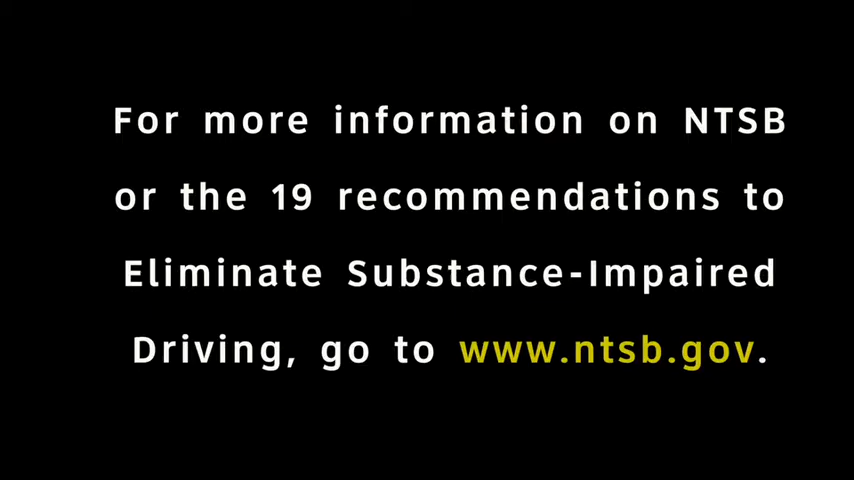 For more information on NTSB
or the 19 recommendations to
Eliminate Substance-Impaired
Driving, go to www.ntsb.gov.